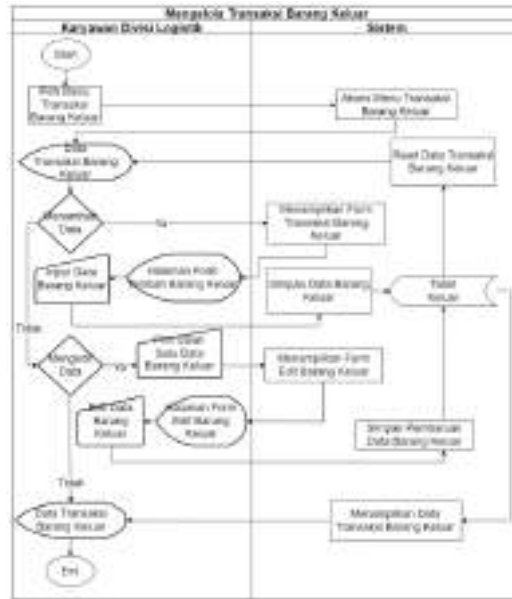 Mengelola Transaksi Barang Keluar
Karyawan Divisi Logistik
Sistem
Start
Pilih Menu
Transaksi
Barang Keluar
Akses Menu Transaksi
Barang Keluar
Data
Transaksi Barang
Keluar
Read Data Transaksi
Barang Keluar
Menambah
Data
Ya
Menampilkan Form
Transaksi Barang
Keluar
Input Data
Barang Keluar
Halaman Form
Tambah Barang Keluar
Simpan Data Barang
Keluar
Tabel
Keluar
Tidak
Mengedit
Data
Ya
Pilih Salah
Satu Data
Barang Keluar
Menampilkan Form
Edit Barang Keluar
Edit Data
Barang
Keluar
Halaman Form
Edit Barang
Keluar
Simpan Pembaruan
Data Barang Keluar
Tidak
Data Transaksi
Barang Keluar
Menampilkan Data
Transaksi Barang Keluar
End